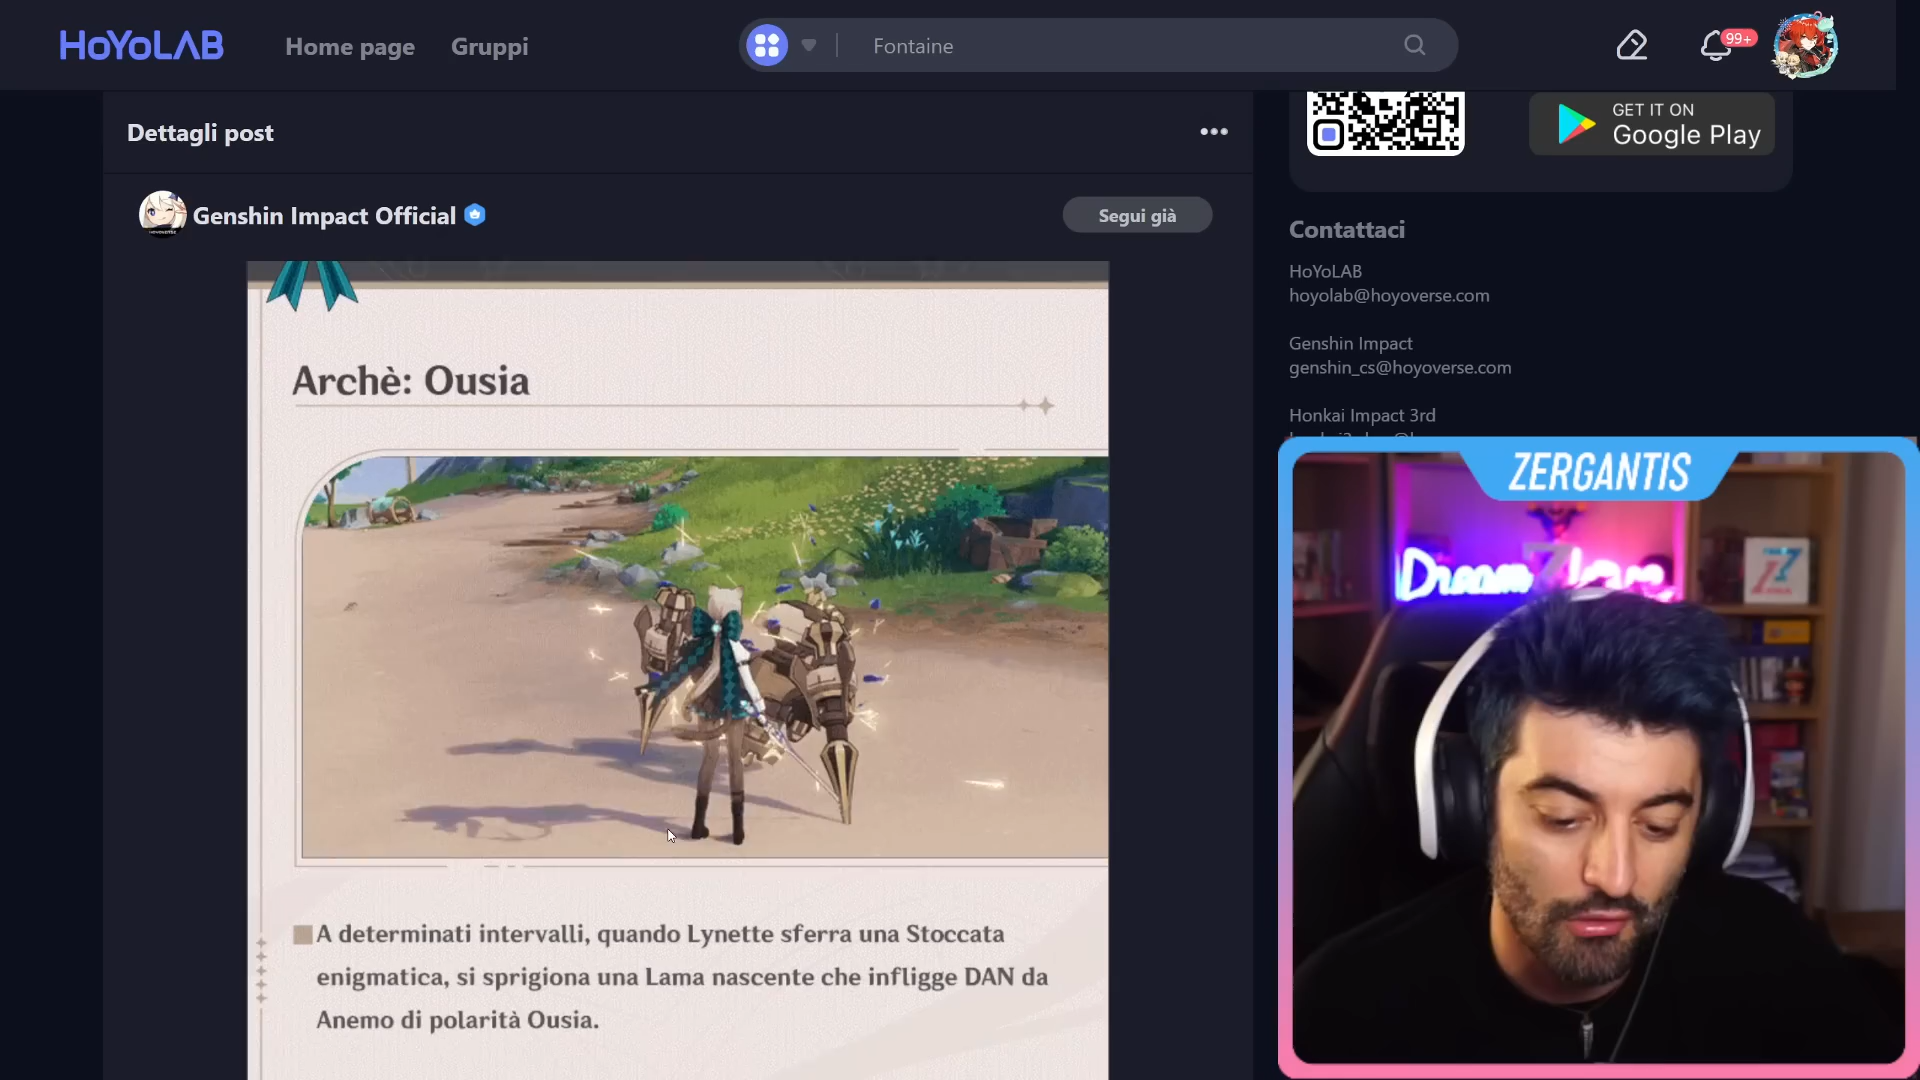 HoYoLAB
Home page
Gruppi
Fontaine
99+
Dettagli post
GET IT ON
Google Play
Genshin Impact Official
Segui già
Contattaci
HoYoLAB
hoyolab@hoyoverse.com
Genshin Impact
genshin_cs@hoyoverse.com
Honkai Impact 3rd
Archè: Ousia
ZERGANTIS
A determinati intervalli, quando Lynette sferra una Stoccata
enigmatica, si sprigiona una Lama nascente che infligge DAN da
Anemo di polarità Ousia.